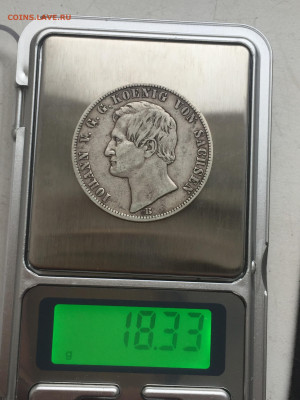 COINS.LAVE.RU
JOHANN V. G. G. KOENIG VON SACHSEN
B.
18.33
g